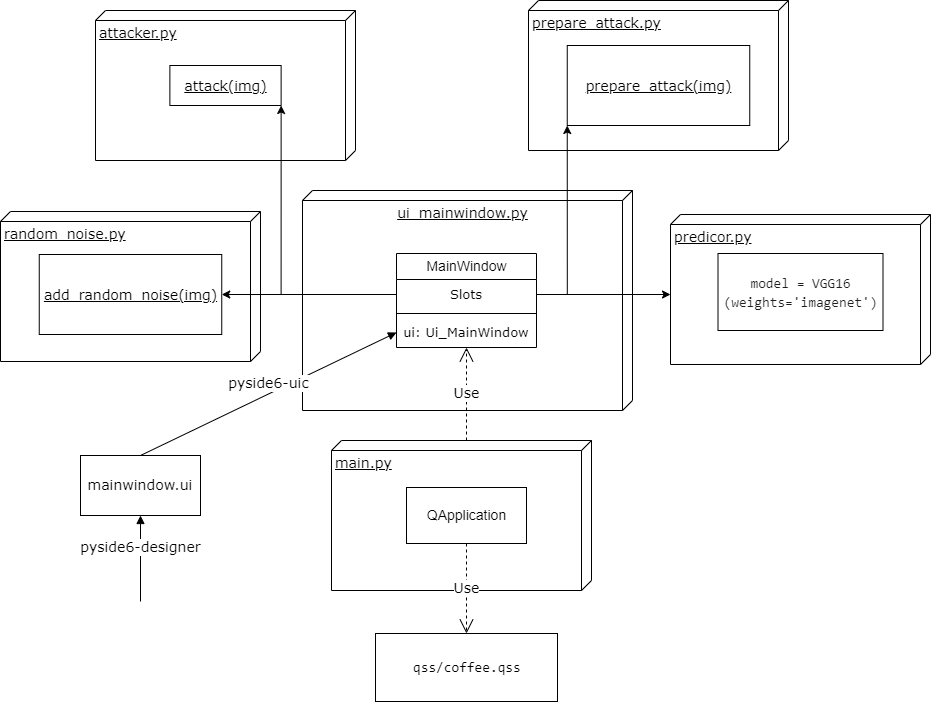 attacker.py
attack(img)
prepare_attack.py
prepare_attack(img)
random_noise.py
add_random_noise(img)
ui_mainwindow.py
MainWindow
Slots
ui: Ui_MainWindow
predicor.py
model = VGG16
(weights='imagenet')
pyside6-uic
Use
main.py
QApplication
mainwindow.ui
pyside6-designer
Use
qss/coffee.qss